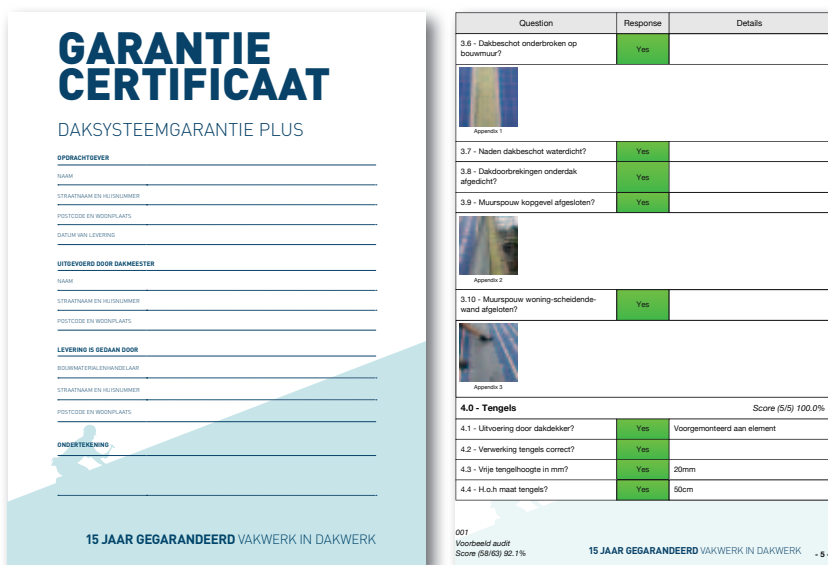 GARANTIE
CERTIFICAAT
DAKSYSTEEMGARANTIE PLUS
OPDRACHTGEVER
NAAM
STRAATNAAM EN HUISNUMMER
POSTCODE EN WOONPLAATS
DATUM VAN LEVERING
UITGEVOERD DOOR DAKMEESTER
NAAM
STRAATNAAM EN HUISNUMMER
POSTCODE EN WOONPLAATS
LEVERING IS GEDAAN DOOR
BOUWMATERIALENHANDELAAR
STRAATNAAM EN HUISNUMMER
POSTCODE EN WOONPLAATS
ONDERTEKENING
15 JAAR GEGARANDEERD VAKWERK IN DAKWERK
Question Response Details
3.6 - Dakbeschot onderbroken op
bouwmuur? Yes
Appendix 1
3.7 - Naden dakbeschot waterdicht? Yes
3.8 - Dakdoorbrekingen onderdak
afgedicht? Yes
3.9 - Muurspouw kopgevel afgesloten? Yes
Appendix 2
3.10 - Muurspouw woning-scheidende-
wand afgeloten? Yes
Appendix 3
4.0 - Tengels Score (5/5) 100.0%
4.1 - Uitvoering door dakdekker? Yes Voorgemonteerd aan element
4.2 - Verwerking tengels correct? Yes
4.3 - Vrije tengelhoogte in mm? Yes 20mm
4.4 - H.o.h maat tengels? Yes 50cm
001
Voorbeeld audit
Score (58/63) 92.1%
15 JAAR GEGARANDEERD VAKWERK IN DAKWERK
- 5 -